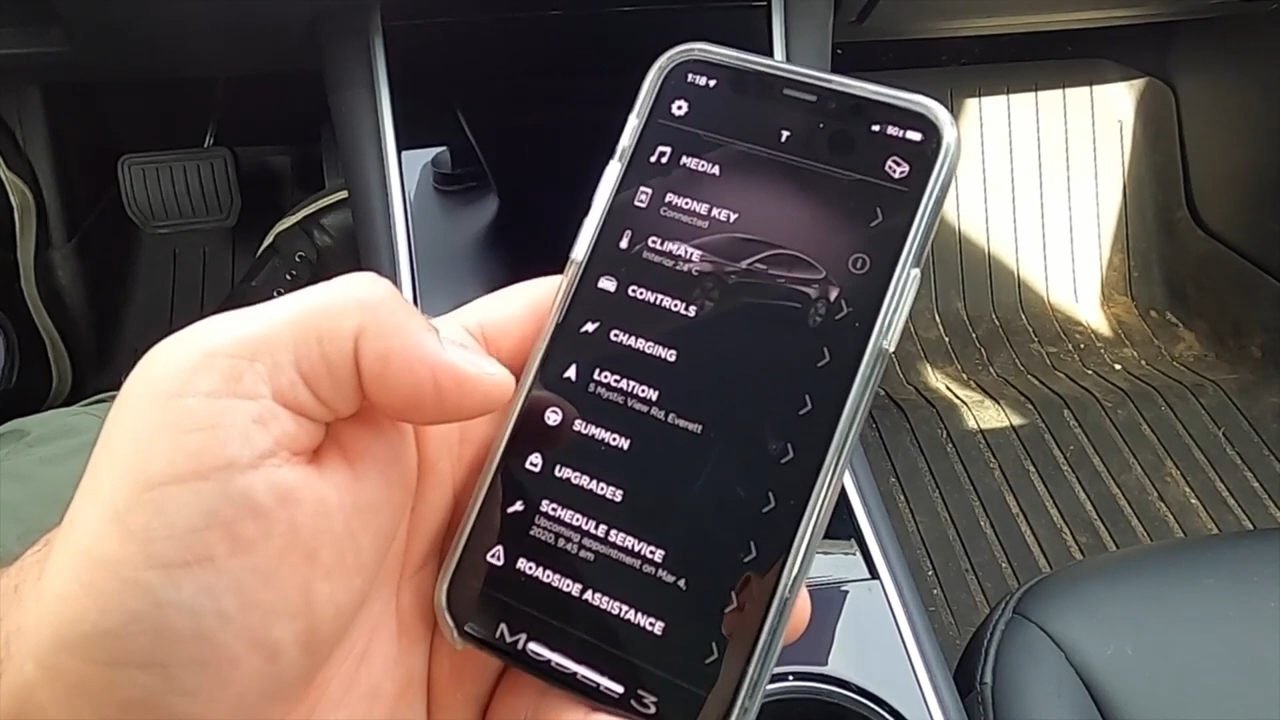 1:18
5GE
T
MEDIA
PHONE KEY
Connected
CLIMATE
Interior 24°C
CONTROLS
CHARGING
LOCATION
5 Mystic View Rd, Everett
SUMMON
UPGRADES
SCHEDULE SERVICE
Upcoming appointment on Mar 4,
2020, 9:45 am
ROADSIDE ASSISTANCE
MODEL 3